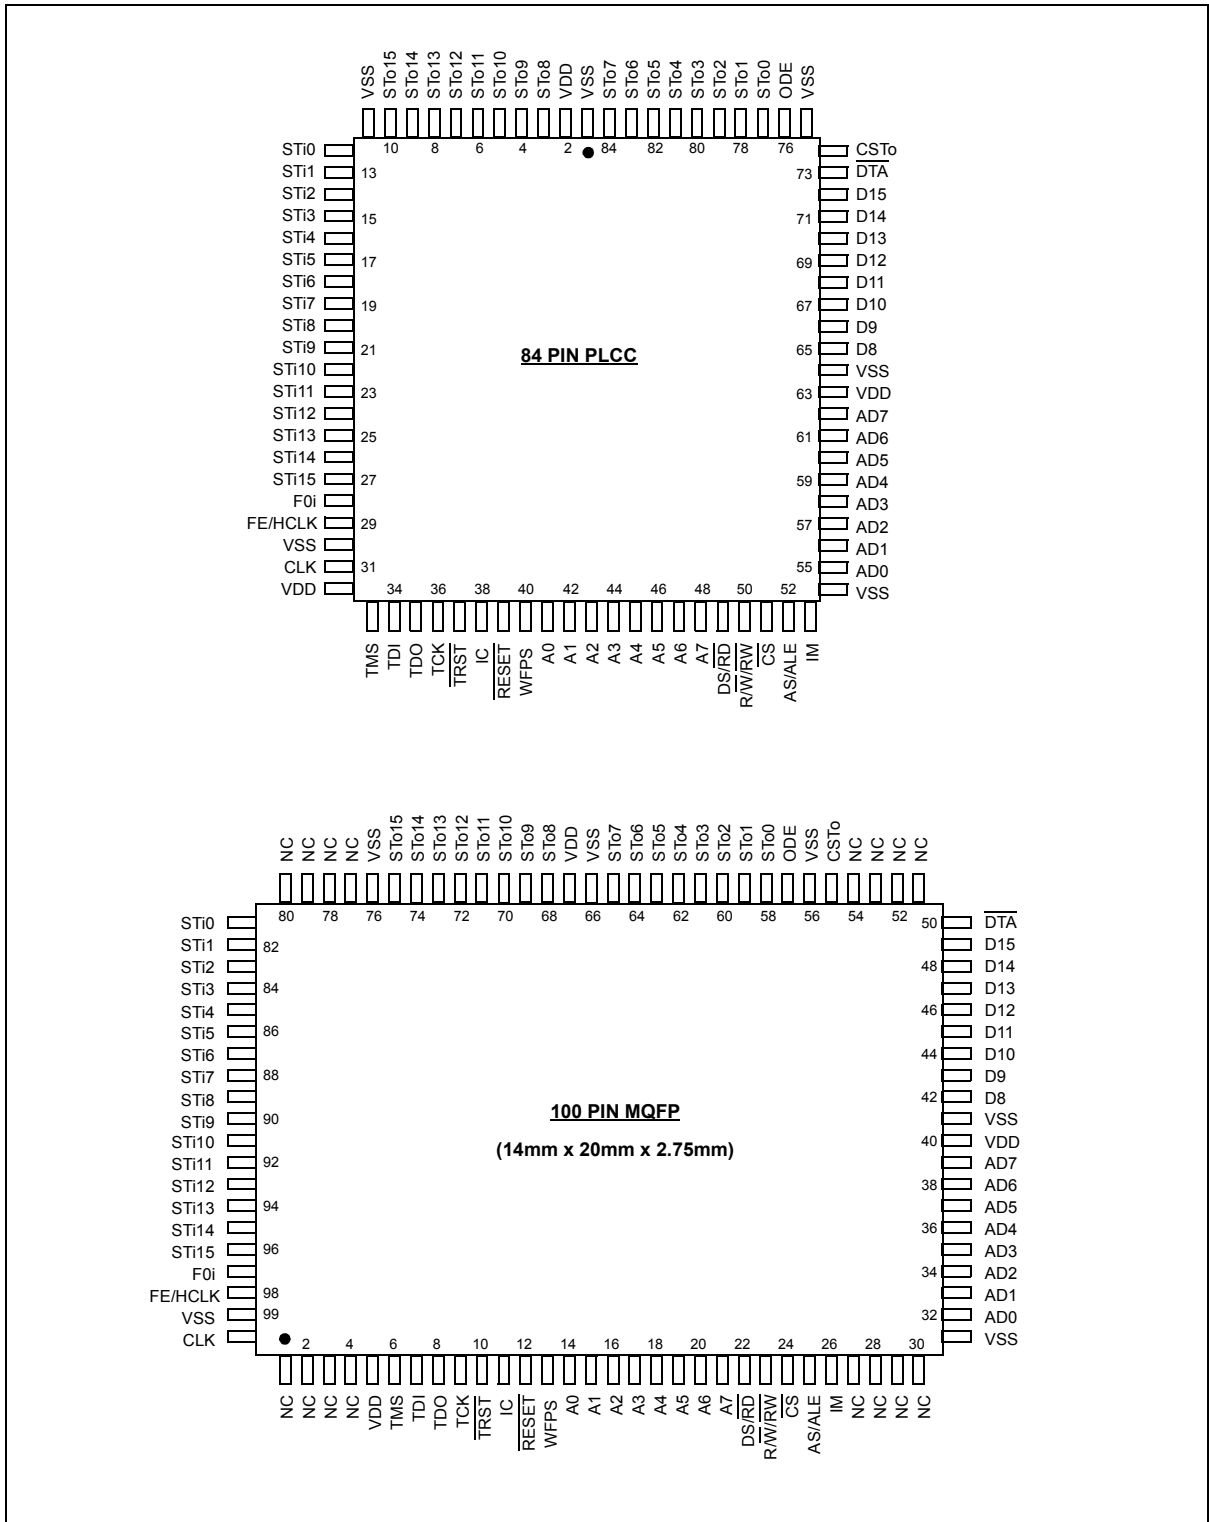 VSS STo15 STo14 STo13 STo12 STo11 STo10 STo9 STo8 VDD VSS STo7 STo6 STo5 STo4 STo3 STo2 STo1 STo0 ODE VSS
10 8 6 4 2 84 82 80 78 76
STi0 CSTo
STi1 13 73 DTA
STi2 D15
STi3 15 71 D14
STi4 D13
STi5 17 69 D12
STi6 D11
STi7 19 67 D10
STi8 D9
STi9 21 84 PIN PLCC 65 D8
STi10 VSS
STi11 23 63 VDD
STi12 AD7
STi13 25 61 AD6
STi14 AD5
STi15 27 59 AD4
F0i AD3
FE/HCLK 29 57 AD2
VSS AD1
CLK 31 55 AD0
VDD 34 36 38 40 42 44 46 48 50 52 VSS
TMS TDI TDO TCK TRST IC RESET WFPS A0 A1 A2 A3 A4 A5 A6 A7 DS/RD R/W/RW CS AS/ALE IM
NC NC NC NC VSS STo15 STo14 STo13 STo12 STo11 STo10 STo9 STo8 VDD VSS STo7 STo6 STo5 STo4 STo3 STo2 STo1 STo0 ODE VSS CSTo NC NC NC NC
80 78 76 74 72 70 68 66 64 62 60 58 56 54 52
STi0 50 DTA
STi1 82 D15
STi2 48 D14
STi3 84 D13
STi4 46 D12
STi5 86 D11
STi6 44 D10
STi7 88 D9
STi8 42 D8
STi9 90 100 PIN MQFP VSS
STi10 40 VDD
STi11 92 (14mm x 20mm x 2.75mm) AD7
STi12 38 AD6
STi13 94 AD5
STi14 36 AD4
STi15 96 AD3
F0i 34 AD2
FE/HCLK 98 AD1
VSS 99 32 AD0
CLK 2 4 6 8 10 12 14 16 18 20 22 24 26 28 30 VSS
NC NC NC NC VDD TMS TDI TDO TCK TRST IC RESET WFPS A0 A1 A2 A3 A4 A5 A6 A7 DS/RD R/W/RW CS AS/ALE IM NC NC NC NC